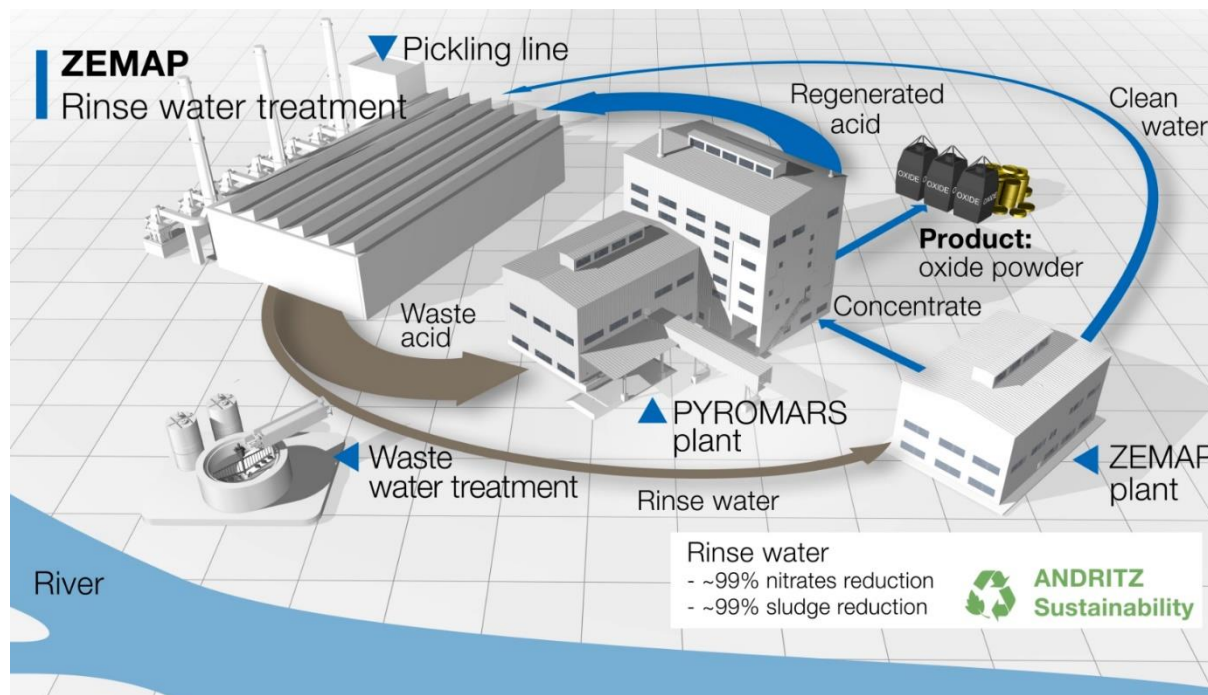 ZEMAP
Rinse water treatment
Pickling line
Regenerated
acid
Clean
water
OXIDE
OXIDE
OXIDE
Product:
oxide powder
Concentrate
Waste
acid
PYROMARS
plant
ZEMAP
plant
Waste
water treatment
Rinse water
River
Rinse water
- ~99% nitrates reduction
- ~99% sludge reduction
ANDRITZ
Sustainability